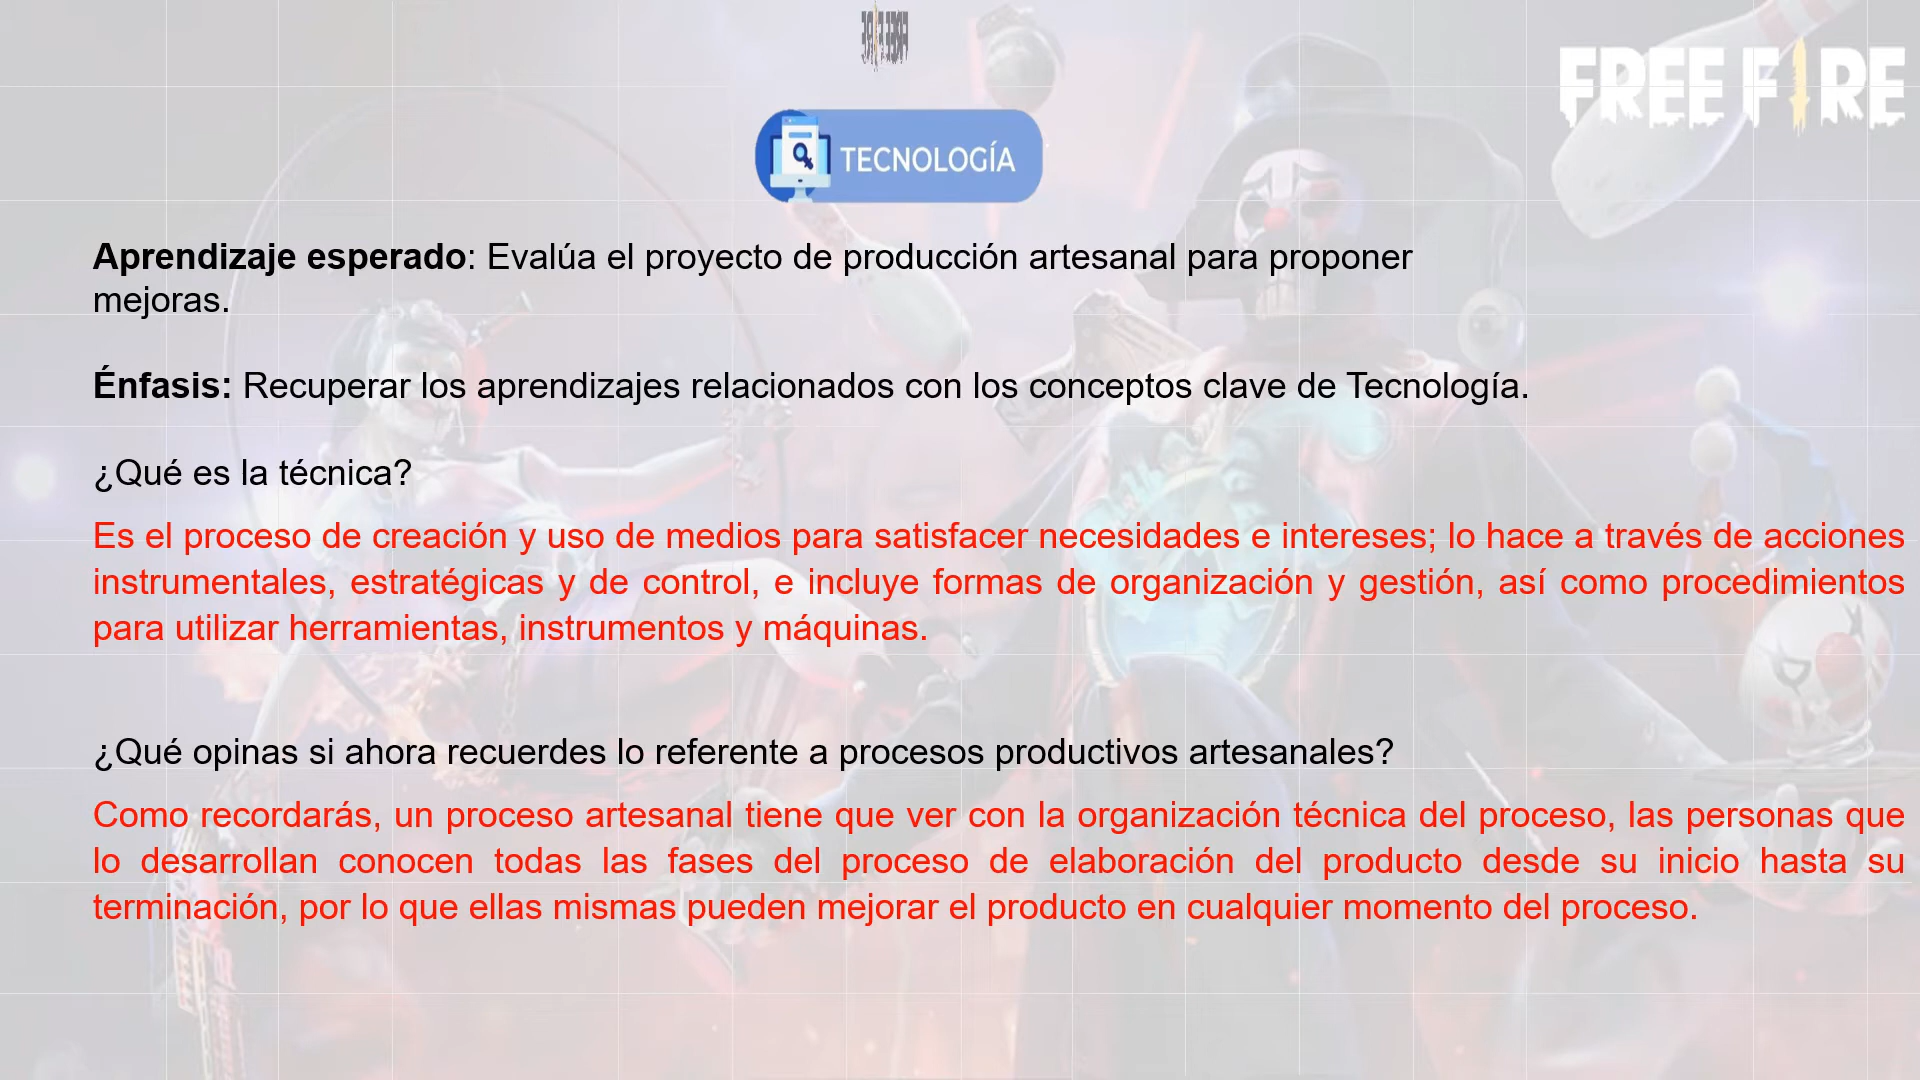 FREE FIRE
TECNOLOGÍA
Aprendizaje esperado: Evalúa el proyecto de producción artesanal para proponer
mejoras.
Énfasis: Recuperar los aprendizajes relacionados con los conceptos clave de Tecnología.
¿Qué es la técnica?
Es el proceso de creación y uso de medios para satisfacer necesidades e intereses; lo hace a través de acciones
instrumentales, estratégicas y de control, e incluye formas de organización y gestión, así como procedimientos
para utilizar herramientas, instrumentos y máquinas.
¿Qué opinas si ahora recuerdes lo referente a procesos productivos artesanales?
Como recordarás, un proceso artesanal tiene que ver con la organización técnica del proceso, las personas que
lo desarrollan conocen todas las fases del proceso de elaboración del producto desde su inicio hasta su
terminación, por lo que ellas mismas pueden mejorar el producto en cualquier momento del proceso.